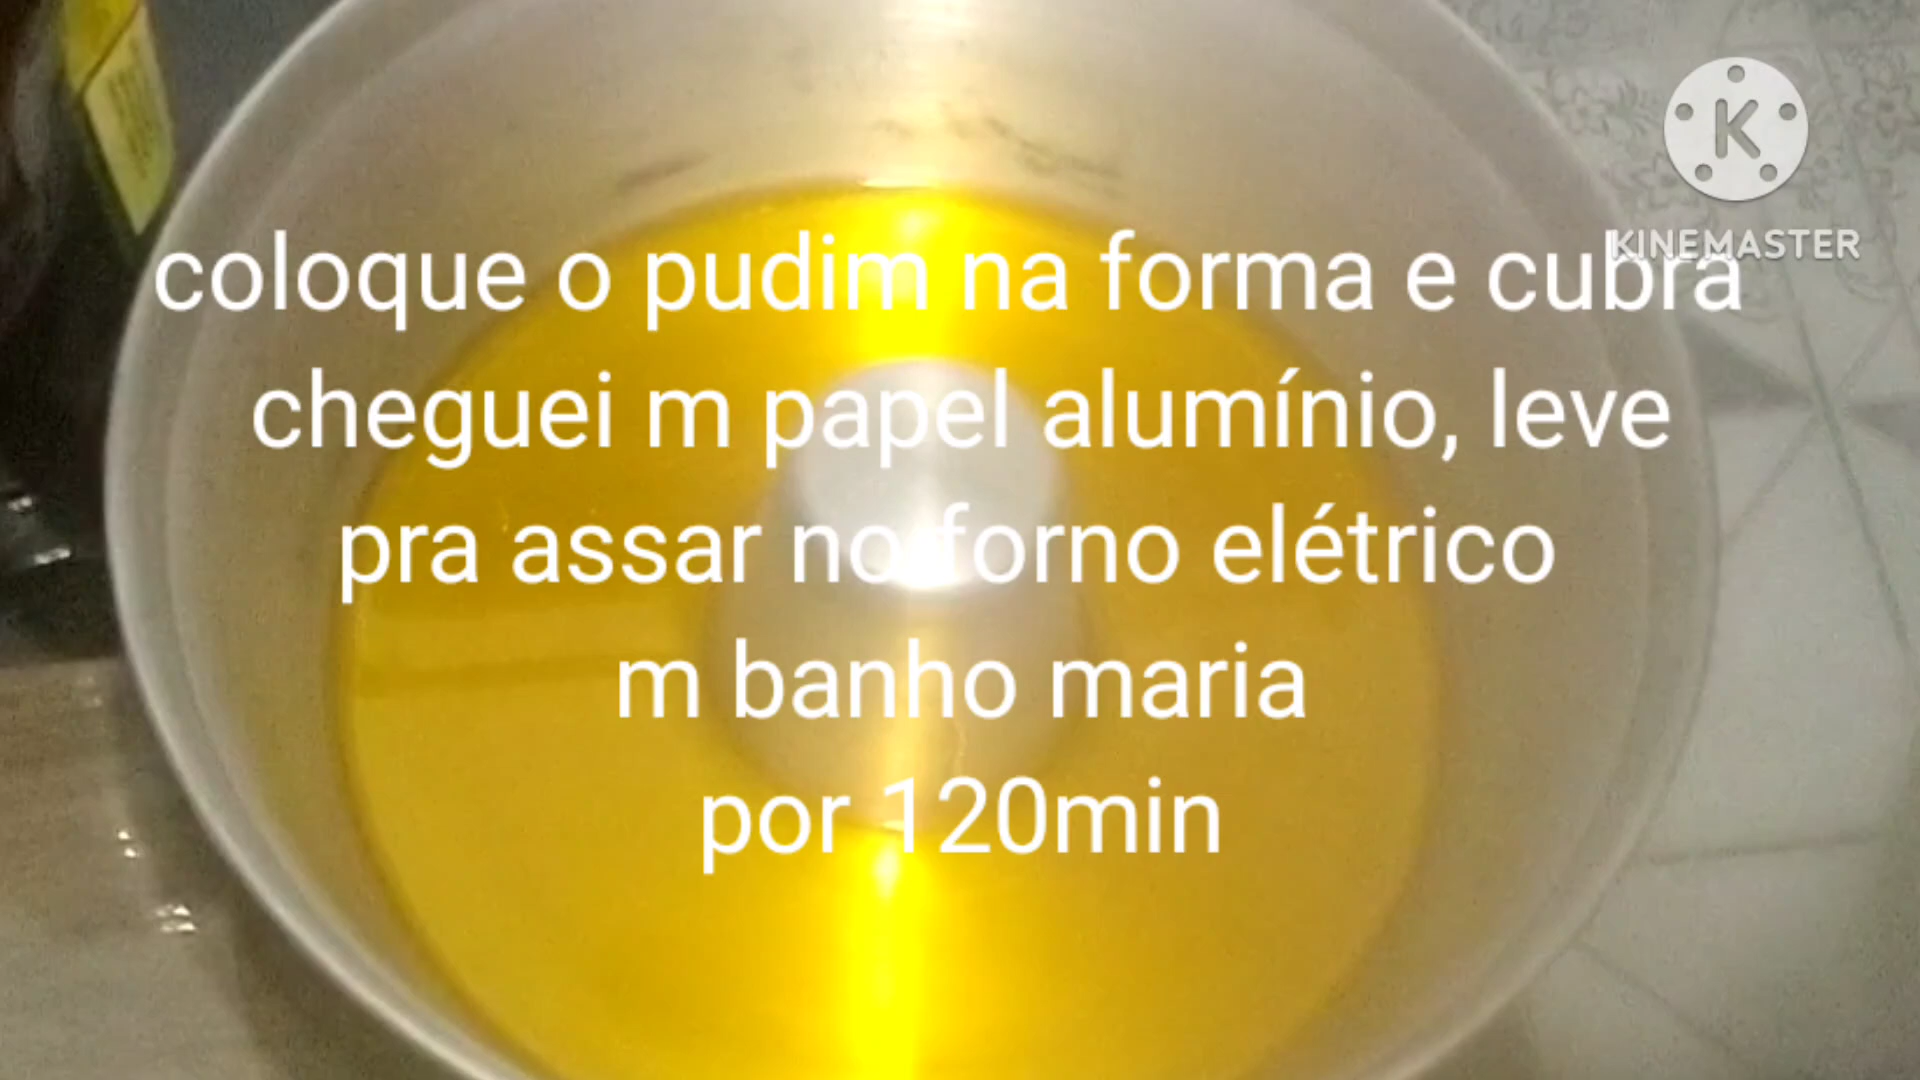 K
KINEMASTER
coloque o pudim na forma e cubra
cheguei m papel alumínio, leve
pra assar no forno elétrico
m banho maria
por 120min